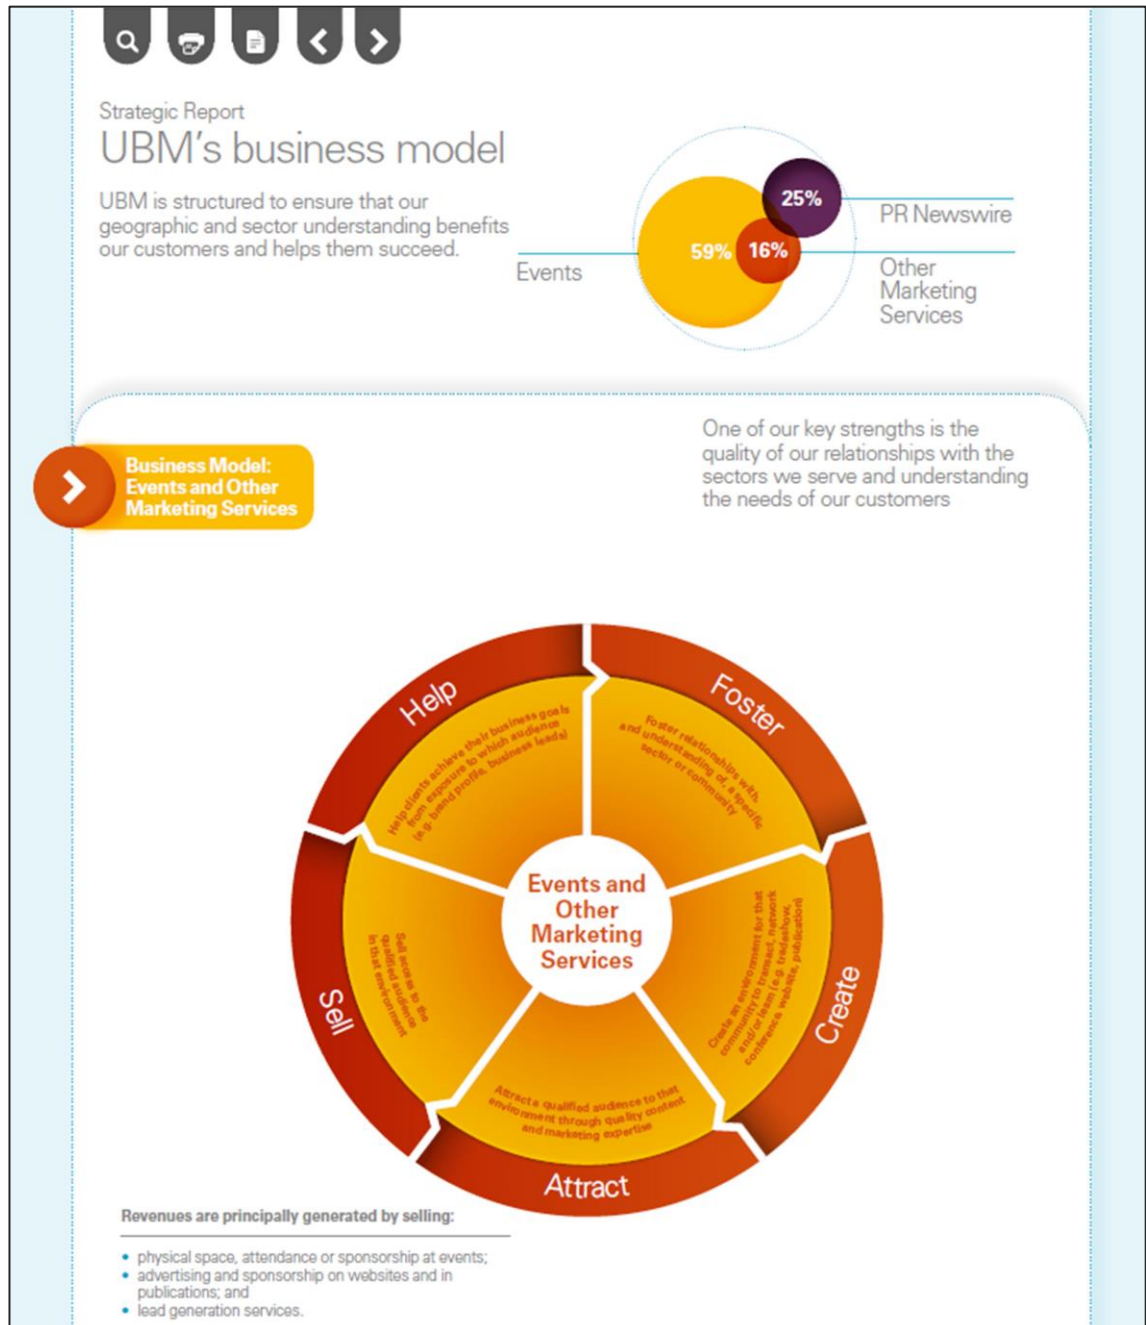 Strategic Report
UBM's business model
UBM is structured to ensure that our
geographic and sector understanding benefits
our customers and helps them succeed.
Events
59%
16%
25%
PR Newswire
Other
Marketing
Services
Business Model:
Events and Other
Marketing Services
One of our key strengths is the
quality of our relationships with the
sectors we serve and understanding
the needs of our customers
Help
Help clients achieve their business goals
from exposure to which audience
(e.g. brand profile, business leads)
Foster
Foster relationships with,
and understanding of, a specific
sector or community
Create
Create an environment for that
community to transact, network
and/or learn (e.g. tradeshow,
conference, website, publication)
Attract a qualified audience to that
environment through quality content
and marketing expertise
Attract
Sell
Sell access to the
qualified audience
in that environment
Events and
Other
Marketing
Services
Revenues are principally generated by selling:
• physical space, attendance or sponsorship at events;
• advertising and sponsorship on websites and in
publications; and
• lead generation services.